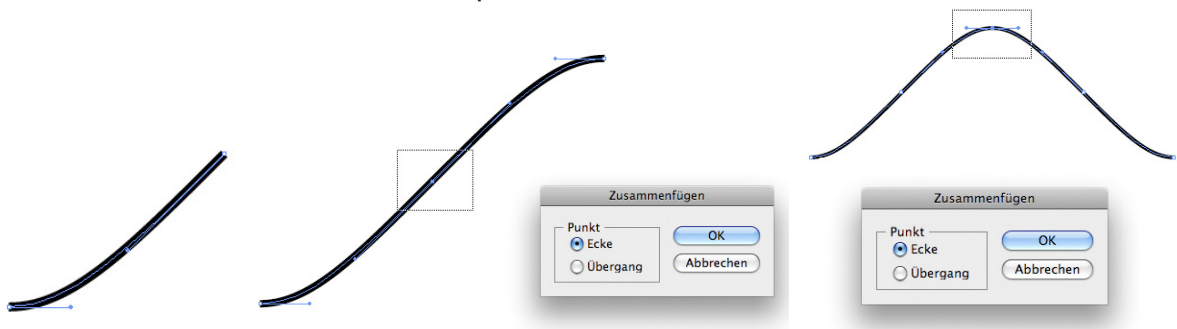 Zusammenfügen
Punkt
Ecke
OK
Übergang
Abbrechen
Zusammenfügen
Punkt
Ecke
OK
Übergang
Abbrechen